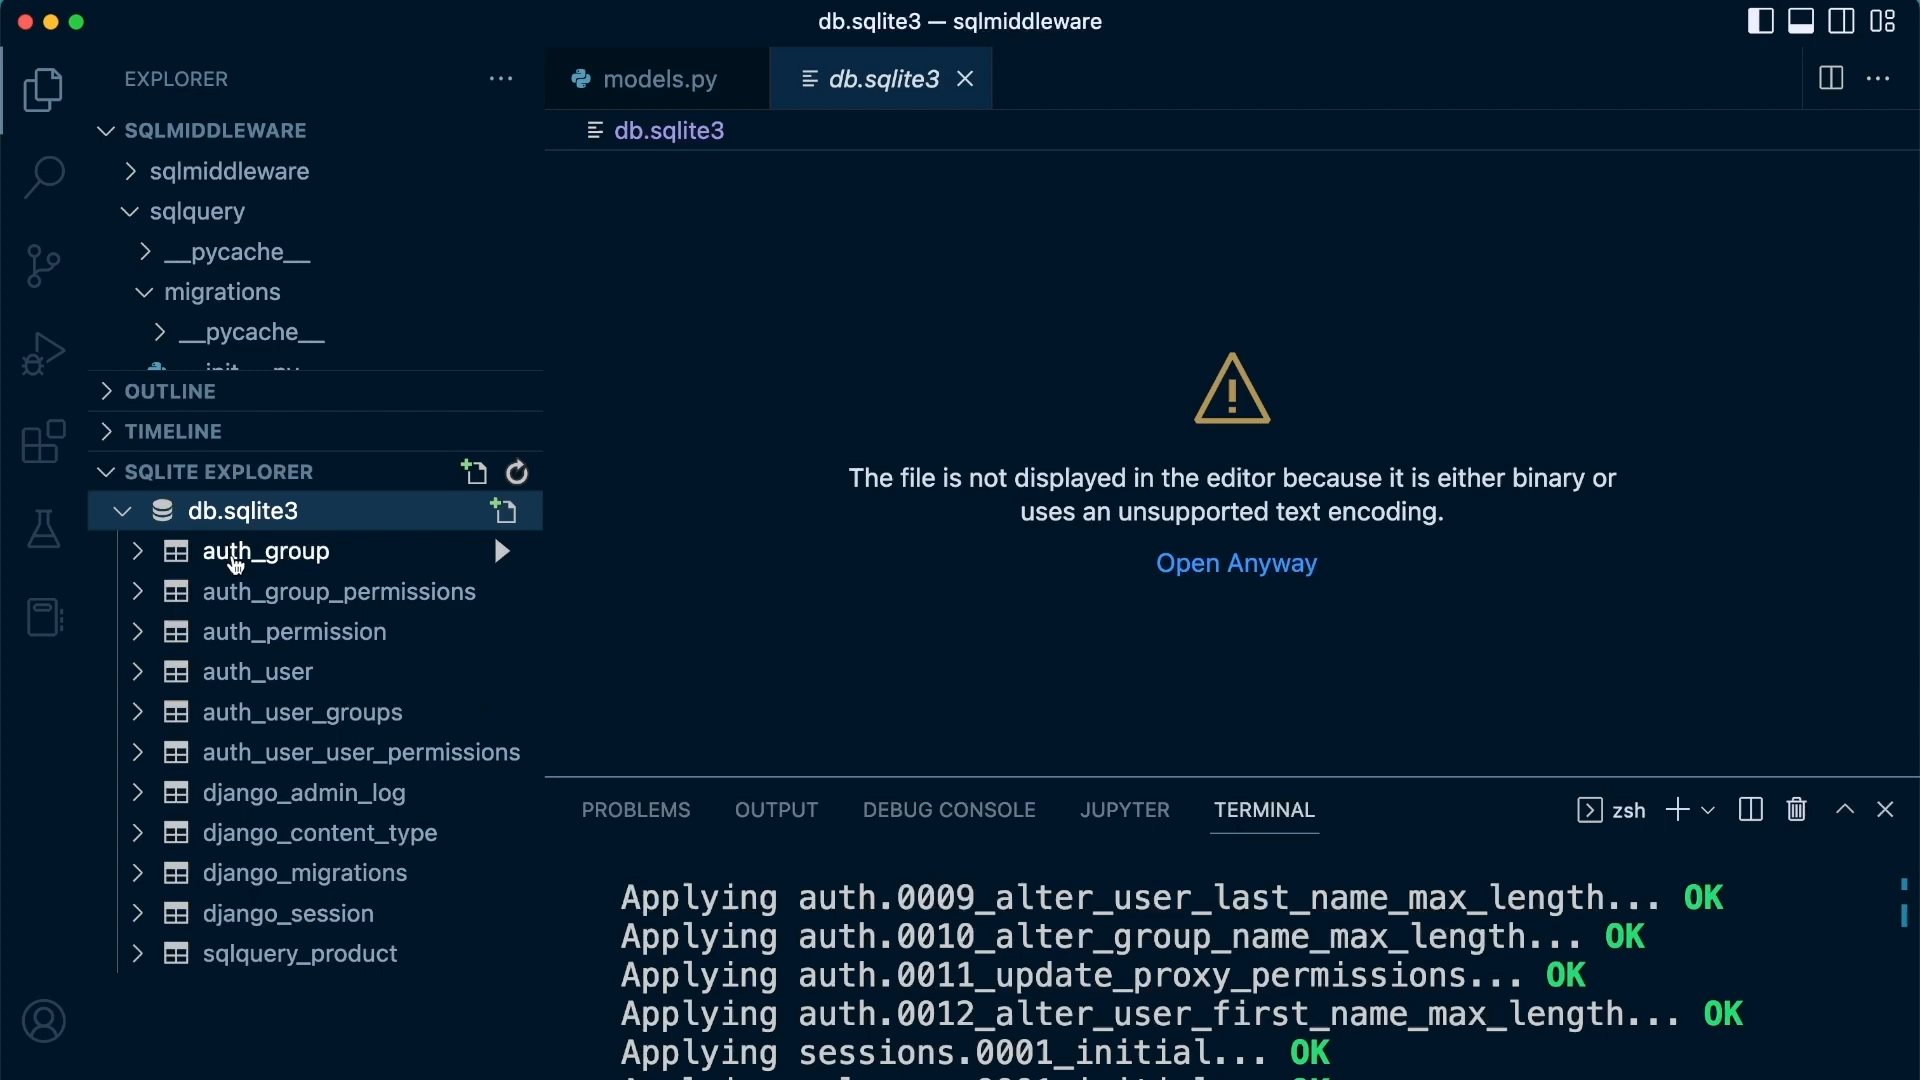 db.sqlite3 — sqlmiddleware
EXPLORER
models.py
db.sqlite3
SQLMIDDLEWARE
db.sqlite3
sqlmiddleware
sqlquery
__pycache__
migrations
__pycache__
OUTLINE
TIMELINE
SQLITE EXPLORER
db.sqlite3
auth_group
auth_group_permissions
auth_permission
auth_user
auth_user_groups
auth_user_user_permissions
django_admin_log
django_content_type
django_migrations
django_session
sqlquery_product
The file is not displayed in the editor because it is either binary or
uses an unsupported text encoding.
Open Anyway
PROBLEMS OUTPUT DEBUG CONSOLE JUPYTER TERMINAL zsh
Applying auth.0009_alter_user_last_name_max_length... OK
Applying auth.0010_alter_group_name_max_length... OK
Applying auth.0011_update_proxy_permissions... OK
Applying auth.0012_alter_user_first_name_max_length... OK
Applying sessions.0001_initial... OK